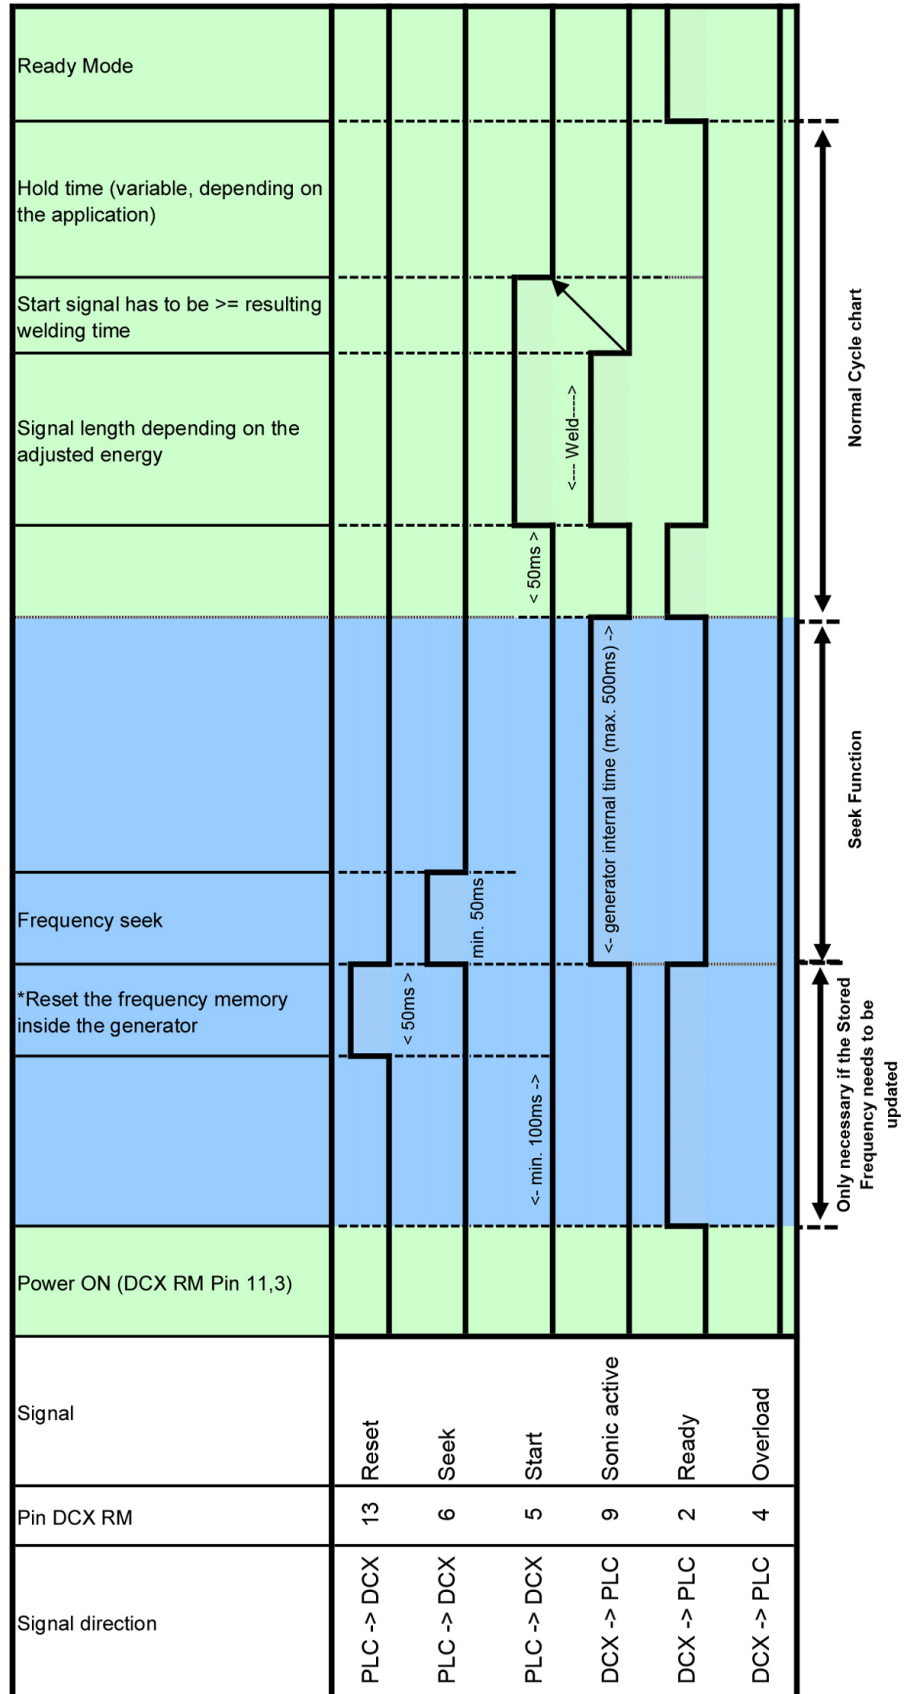 Ready Mode
Hold time (variable, depending on
the application)
Start signal has to be >= resulting
welding time
Signal length depending on the
adjusted energy
<--- Weld---->
< 50ms >
Normal Cycle chart
<- generator internal time (max. 500ms) ->
Seek Function
Frequency seek
min. 50ms
*Reset the frequency memory
inside the generator
< 50ms >
<- min. 100ms ->
Only necessary if the Stored
Frequency needs to be
updated
Power ON (DCX RM Pin 11,3)
Signal
Reset
Seek
Start
Sonic active
Ready
Overload
Pin DCX RM
13
6
5
9
2
4
Signal direction
PLC -> DCX
PLC -> DCX
PLC -> DCX
DCX -> PLC
DCX -> PLC
DCX -> PLC